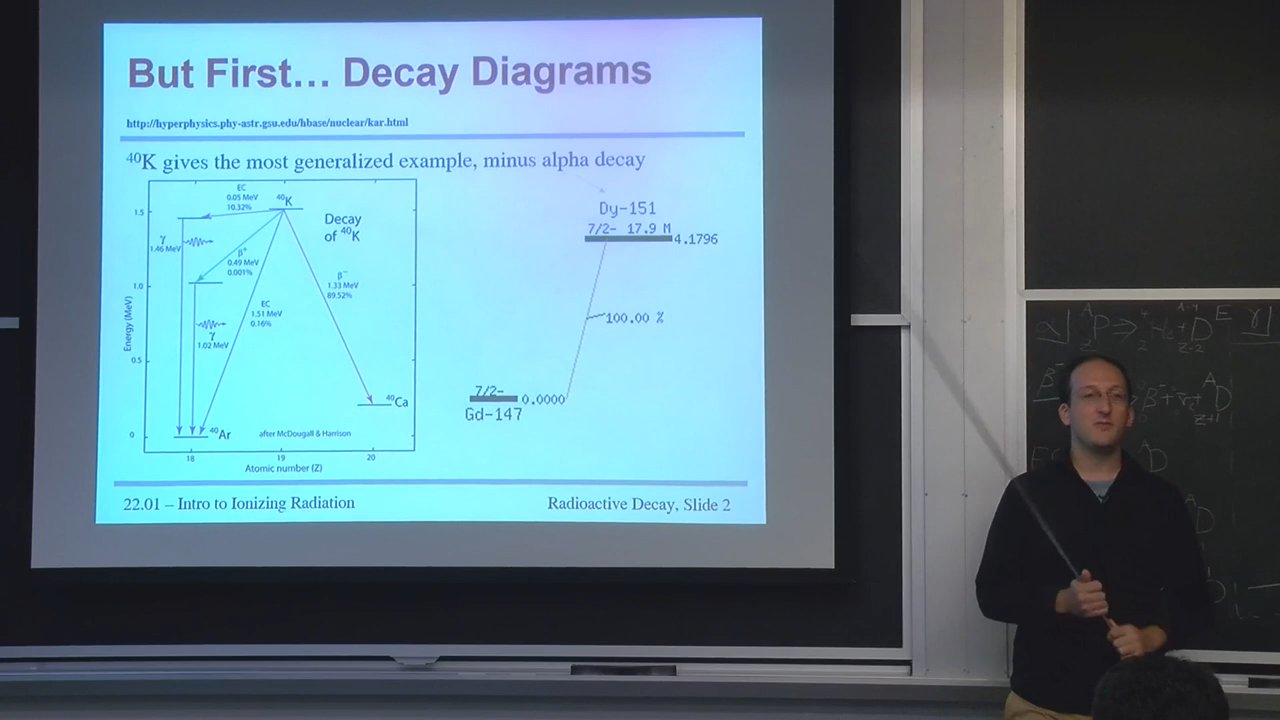 But First… Decay Diagrams
http://hyperphysics.phy-astr.gsu.edu/hbase/nuclear/kar.html
⁴⁰K gives the most generalized example, minus alpha decay
EC
0.05 MeV
10.32%
⁴⁰K
Decay
of ⁴⁰K
1.5
γ
1.46 MeV
β⁺
0.49 MeV
0.001%
β⁻
1.33 MeV
89.52%
1.0
EC
1.51 MeV
0.16%
γ
1.02 MeV
Energy (MeV)
0.5
⁴⁰Ca
0
⁴⁰Ar
after McDougall & Harrison
18
19
20
Atomic number (Z)
Dy-151
7/2- 17.9 M
4.1796
100.00 %
7/2-
0.0000
Gd-147
22.01 – Intro to Ionizing Radiation
Radioactive Decay, Slide 2